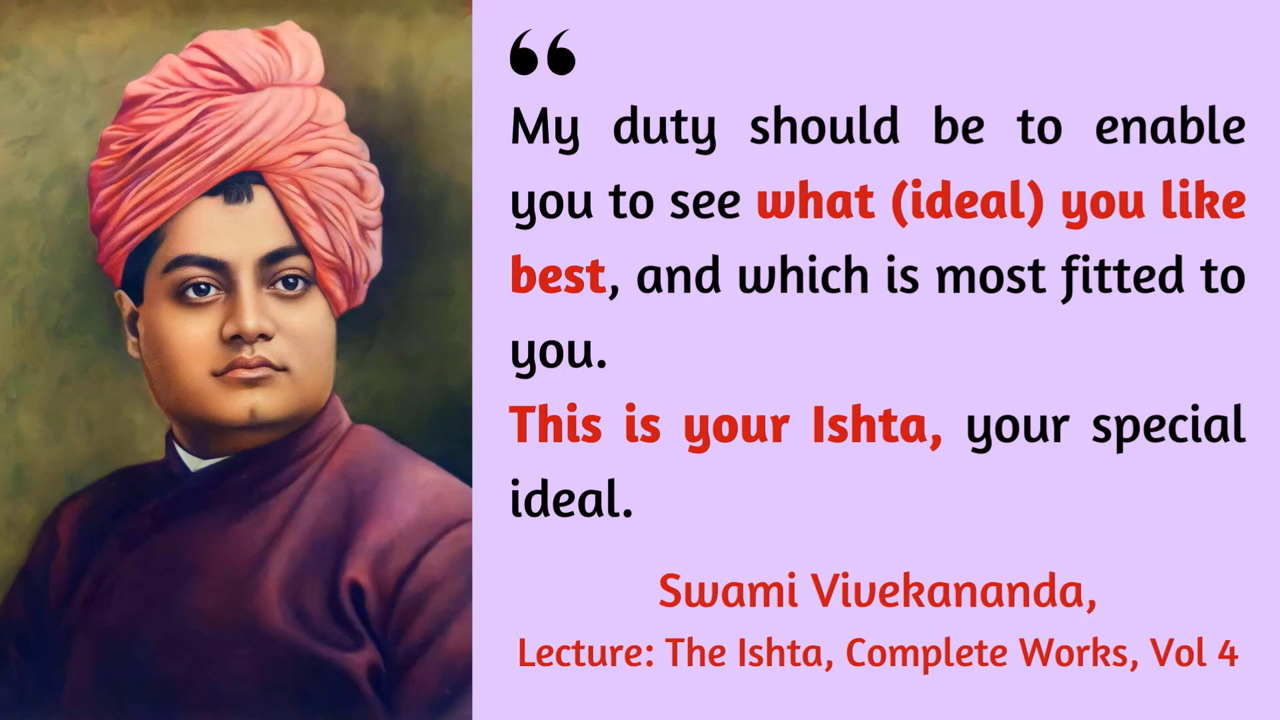 “
My duty should be to enable
you to see what (ideal) you like
best, and which is most fitted to
you.
This is your Ishta, your special
ideal.
Swami Vivekananda,
Lecture: The Ishta, Complete Works, Vol 4